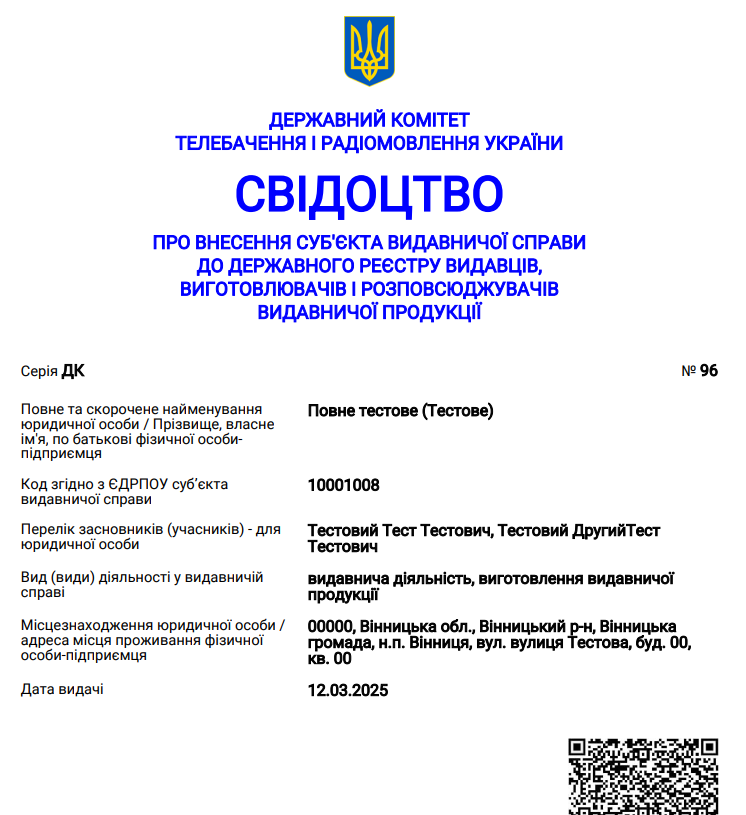 ДЕРЖАВНИЙ КОМІТЕТ
ТЕЛЕБАЧЕННЯ І РАДІОМОВЛЕННЯ УКРАЇНИ
СВІДОЦТВО
ПРО ВНЕСЕННЯ СУБ'ЄКТА ВИДАВНИЧОЇ СПРАВИ
ДО ДЕРЖАВНОГО РЕЄСТРУ ВИДАВЦІВ,
ВИГОТОВЛЮВАЧІВ І РОЗПОВСЮДЖУВАЧІВ
ВИДАВНИЧОЇ ПРОДУКЦІЇ
Серія ДК № 96
Повне та скорочене найменування
юридичної особи / Прізвище, власне
ім'я, по батькові фізичної особи-
підприємця
Повне тестове (Тестове)
Код згідно з ЄДРПОУ суб’єкта
видавничої справи
10001008
Перелік засновників (учасників) - для
юридичної особи
Тестовий Тест Тестович, Тестовий ДругийТест
Тестович
Вид (види) діяльності у видавничій
справі
видавнича діяльність, виготовлення видавничої
продукції
Місцезнаходження юридичної особи /
адреса місця проживання фізичної
особи-підприємця
00000, Вінницька обл., Вінницький р-н, Вінницька
громада, н.п. Вінниця, вул. вулиця Тестова, буд. 00,
кв. 00
Дата видачі
12.03.2025